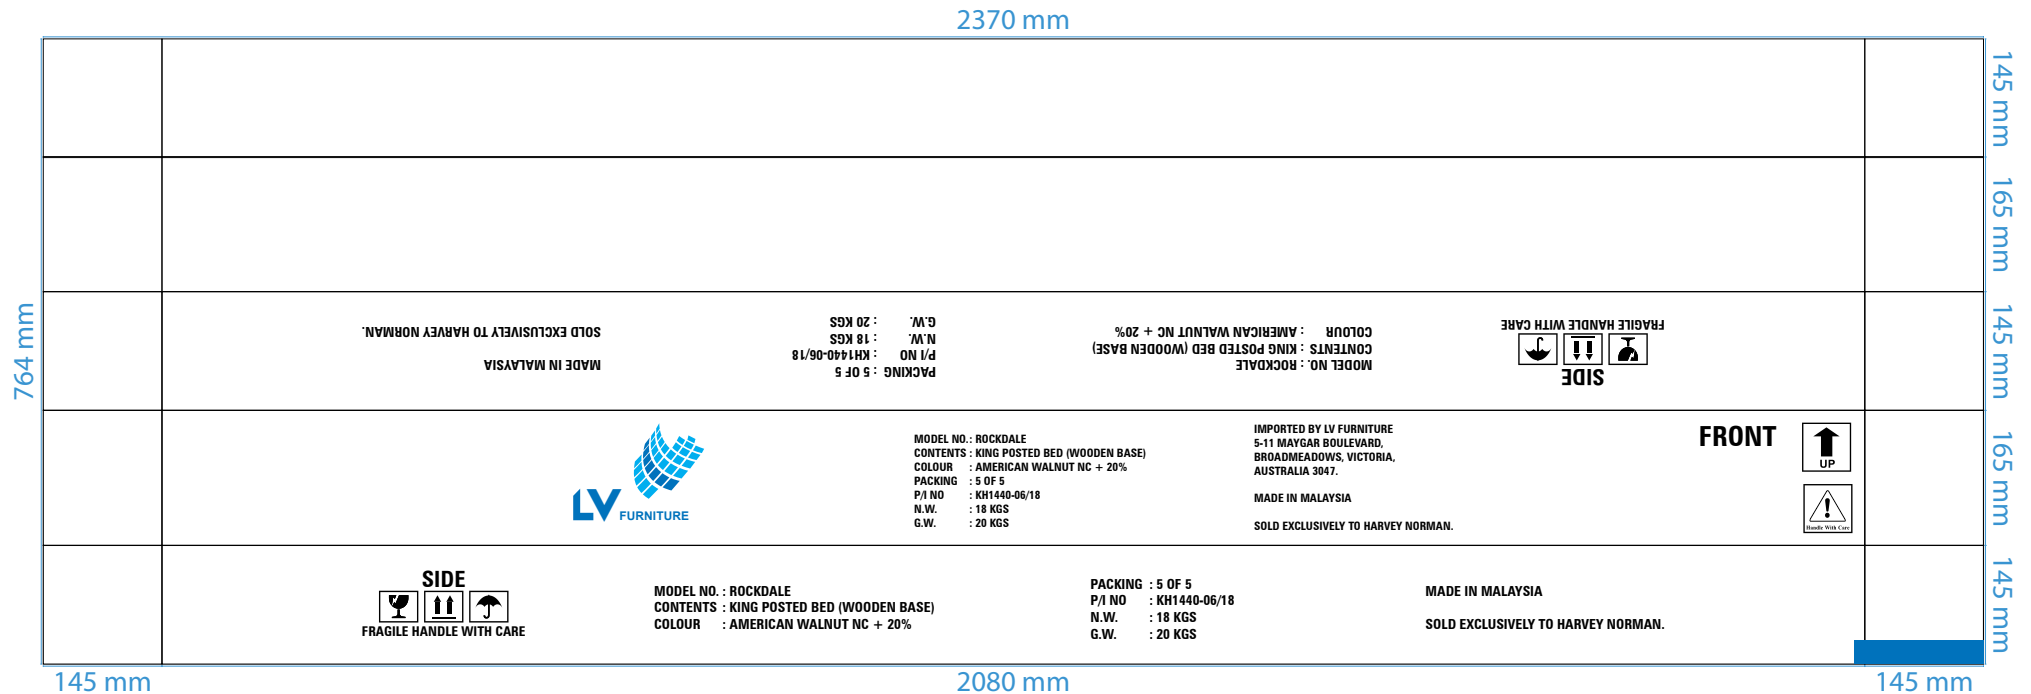 2370 mm
145 mm
165 mm
145 mm
165 mm
145 mm
764 mm
SOLD EXCLUSIVELY TO HARVEY NORMAN.
MADE IN MALAYSIA
PACKING : 5 OF 5
P/I NO : KH1440-06/18
N.W. : 18 KGS
G.W. : 20 KGS
MODEL NO. : ROCKDALE
CONTENTS : KING POSTED BED (WOODEN BASE)
COLOUR : AMERICAN WALNUT NC + 20%
SIDE
FRAGILE HANDLE WITH CARE
LV
FURNITURE
MODEL NO. : ROCKDALE
CONTENTS : KING POSTED BED (WOODEN BASE)
COLOUR : AMERICAN WALNUT NC + 20%
PACKING : 5 OF 5
P/I NO : KH1440-06/18
N.W. : 18 KGS
G.W. : 20 KGS
IMPORTED BY LV FURNITURE
5-11 MAYGAR BOULEVARD,
BROADMEADOWS, VICTORIA,
AUSTRALIA 3047.
MADE IN MALAYSIA
SOLD EXCLUSIVELY TO HARVEY NORMAN.
FRONT
UP
Handle With Care
SIDE
FRAGILE HANDLE WITH CARE
MODEL NO. : ROCKDALE
CONTENTS : KING POSTED BED (WOODEN BASE)
COLOUR : AMERICAN WALNUT NC + 20%
PACKING : 5 OF 5
P/I NO : KH1440-06/18
N.W. : 18 KGS
G.W. : 20 KGS
MADE IN MALAYSIA
SOLD EXCLUSIVELY TO HARVEY NORMAN.
145 mm
2080 mm
145 mm